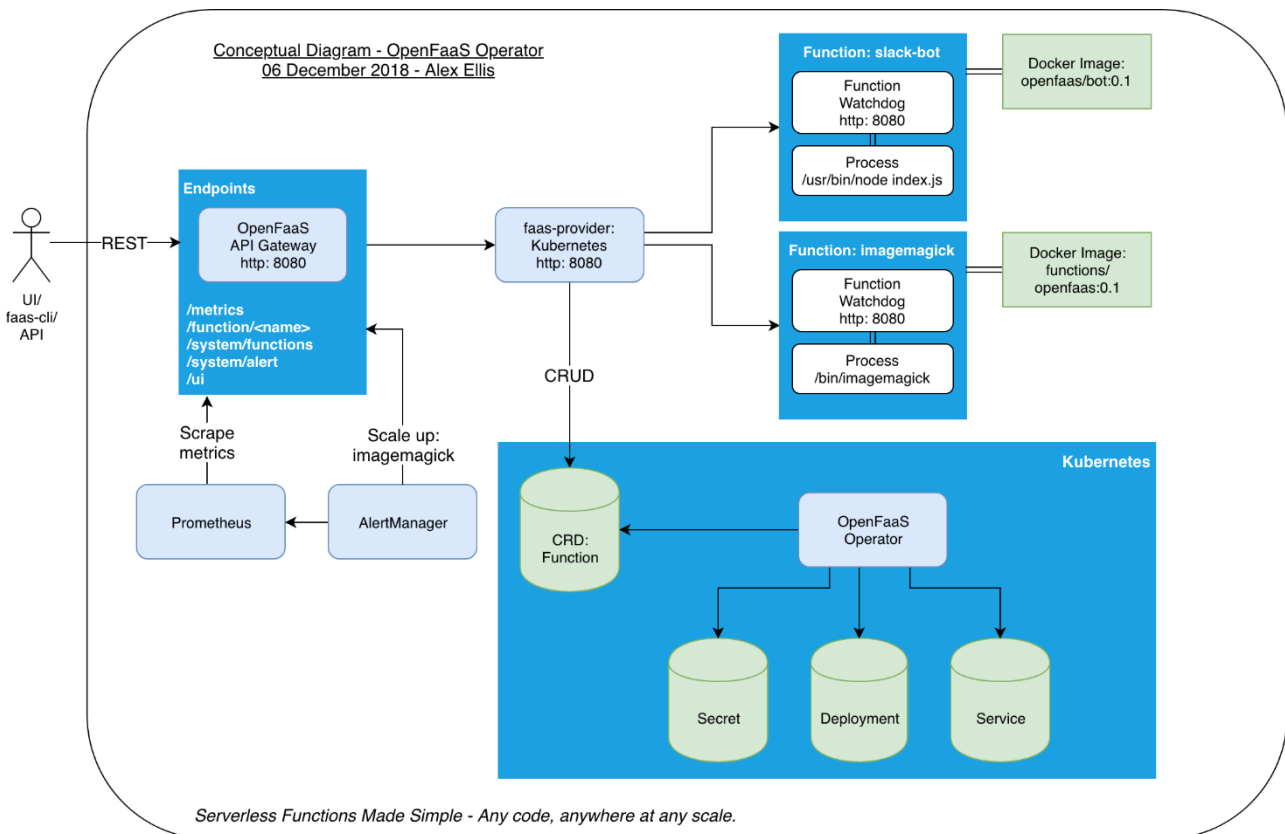 Conceptual Diagram - OpenFaaS Operator
06 December 2018 - Alex Ellis
UI/
faas-cli/
API
REST
Endpoints
OpenFaaS
API Gateway
http: 8080
/metrics
/function/<name>
/system/functions
/system/alert
/ui
faas-provider:
Kubernetes
http: 8080
Function: slack-bot
Function
Watchdog
http: 8080
Process
/usr/bin/node index.js
Docker Image:
openfaas/bot:0.1
Function: imagemagick
Function
Watchdog
http: 8080
Process
/bin/imagemagick
Docker Image:
functions/
openfaas:0.1
CRUD
Scrape
metrics
Scale up:
imagemagick
Prometheus
AlertManager
Kubernetes
CRD:
Function
OpenFaaS
Operator
Secret
Deployment
Service
Serverless Functions Made Simple - Any code, anywhere at any scale.